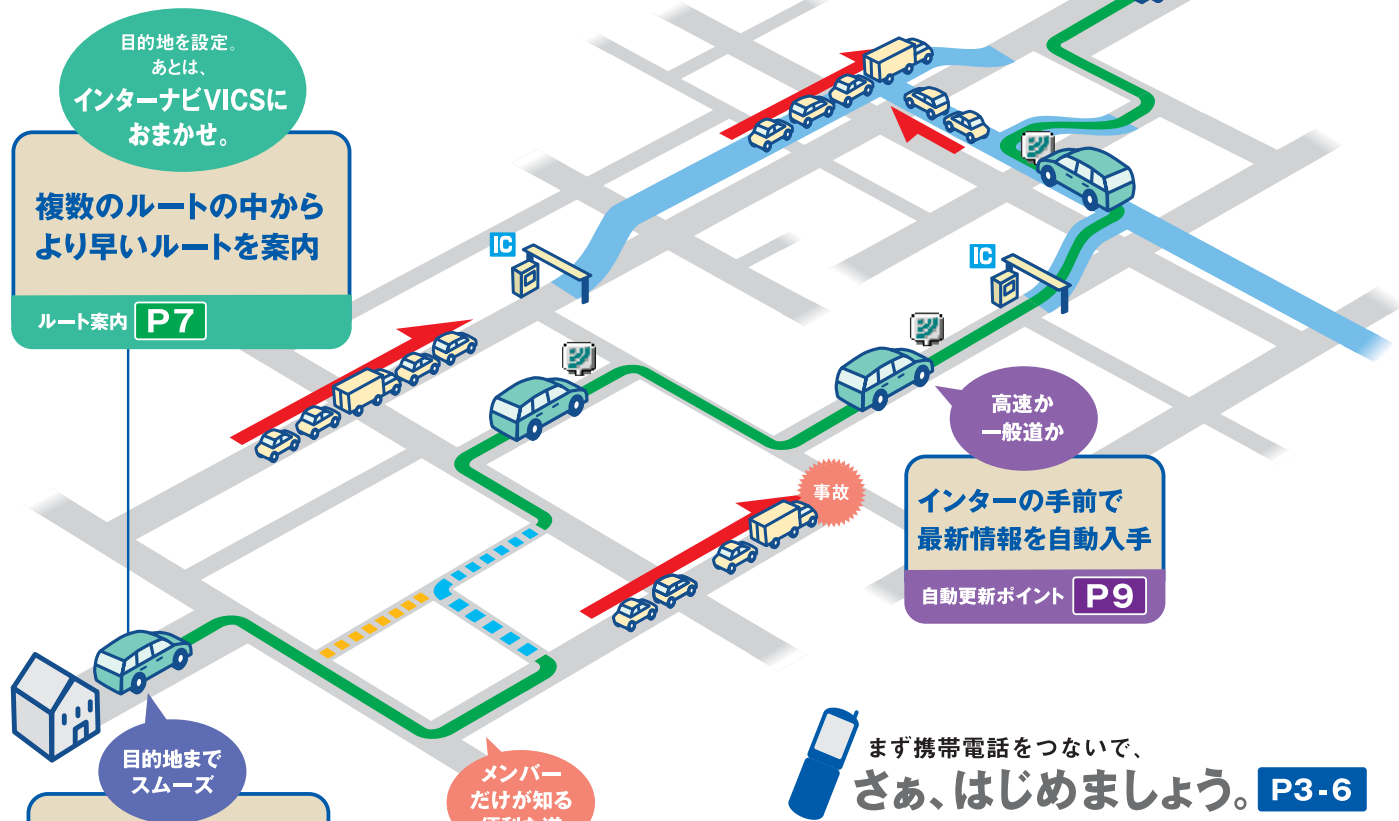 目的地を設定。
あとは、
インターナビVICSに
おまかせ。
複数のルートの中から
より早いルートを案内
ルート案内 P7
IC
IC
高速か
一般道か
インターの手前で
最新情報を自動入手
自動更新ポイント P9
事故
目的地まで
スムーズ
メンバー
だけが知る
まず携帯電話をつないで、
さぁ、はじめましょう。 P3-6